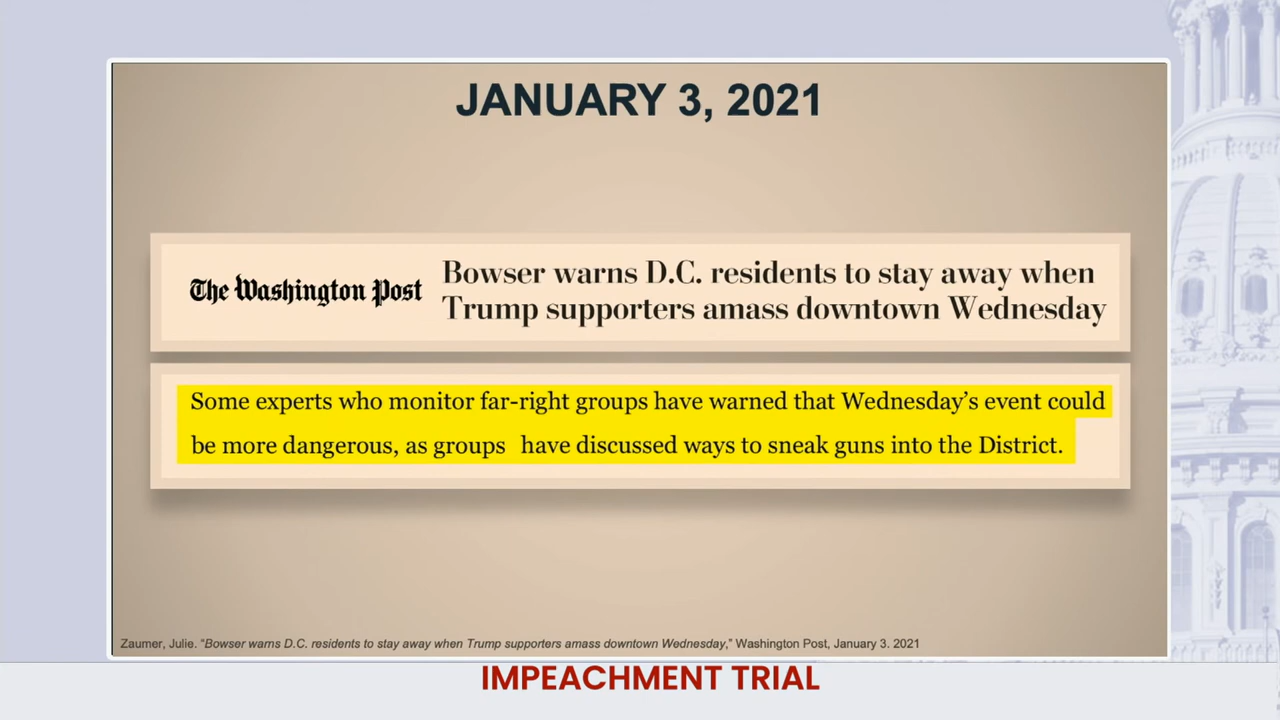 JANUARY 3, 2021
The Washington Post
Bowser warns D.C. residents to stay away when
Trump supporters amass downtown Wednesday
Some experts who monitor far-right groups have warned that Wednesday’s event could
be more dangerous, as groups have discussed ways to sneak guns into the District.
Zaumer, Julie. “Bowser warns D.C. residents to stay away when Trump supporters amass downtown Wednesday,” Washington Post, January 3. 2021
IMPEACHMENT TRIAL